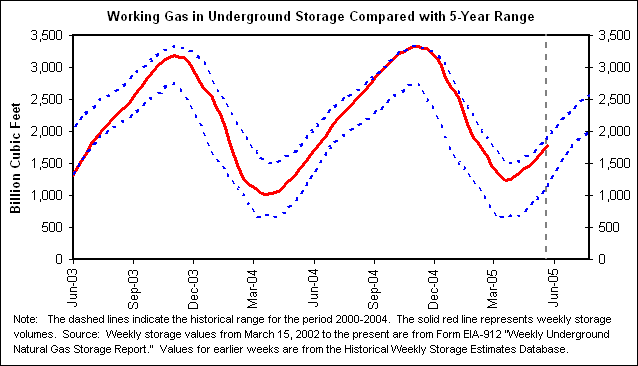 Working Gas in Underground Storage Compared with 5-Year Range
3,500
3,000
2,500
2,000
1,500
1,000
500
0
Billion Cubic Feet
3,500
3,000
2,500
2,000
1,500
1,000
500
0
Jun-03
Sep-03
Dec-03
Mar-04
Jun-04
Sep-04
Dec-04
Mar-05
Jun-05
Note: The dashed lines indicate the historical range for the period 2000-2004. The solid red line represents weekly storage
volumes. Source: Weekly storage values from March 15, 2002 to the present are from Form EIA-912 "Weekly Underground
Natural Gas Storage Report." Values for earlier weeks are from the Historical Weekly Storage Estimates Database.